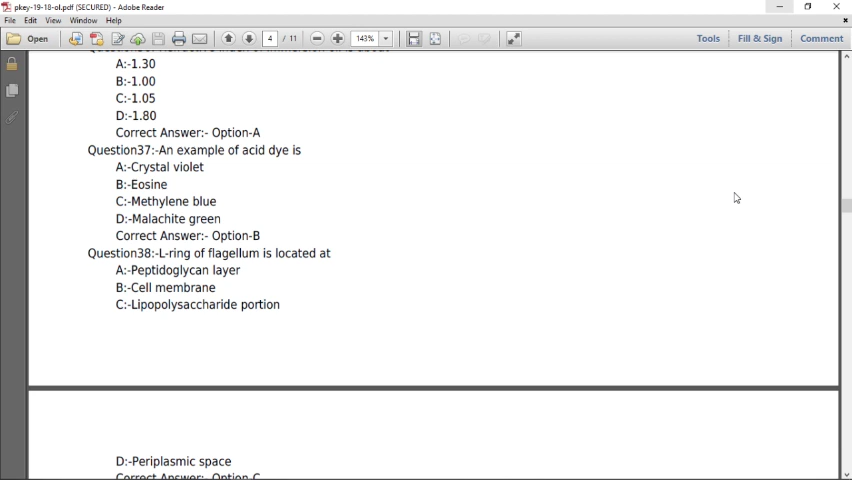 pkey-19-18-ol.pdf (SECURED) - Adobe Reader
File Edit View Window Help
Open 4 / 11 143% Tools Fill & Sign Comment
A:-1.30
B:-1.00
C:-1.05
D:-1.80
Correct Answer:- Option-A
Question37:-An example of acid dye is
A:-Crystal violet
B:-Eosine
C:-Methylene blue
D:-Malachite green
Correct Answer:- Option-B
Question38:-L-ring of flagellum is located at
A:-Peptidoglycan layer
B:-Cell membrane
C:-Lipopolysaccharide portion
D:-Periplasmic space
Correct Answer:- Option-C